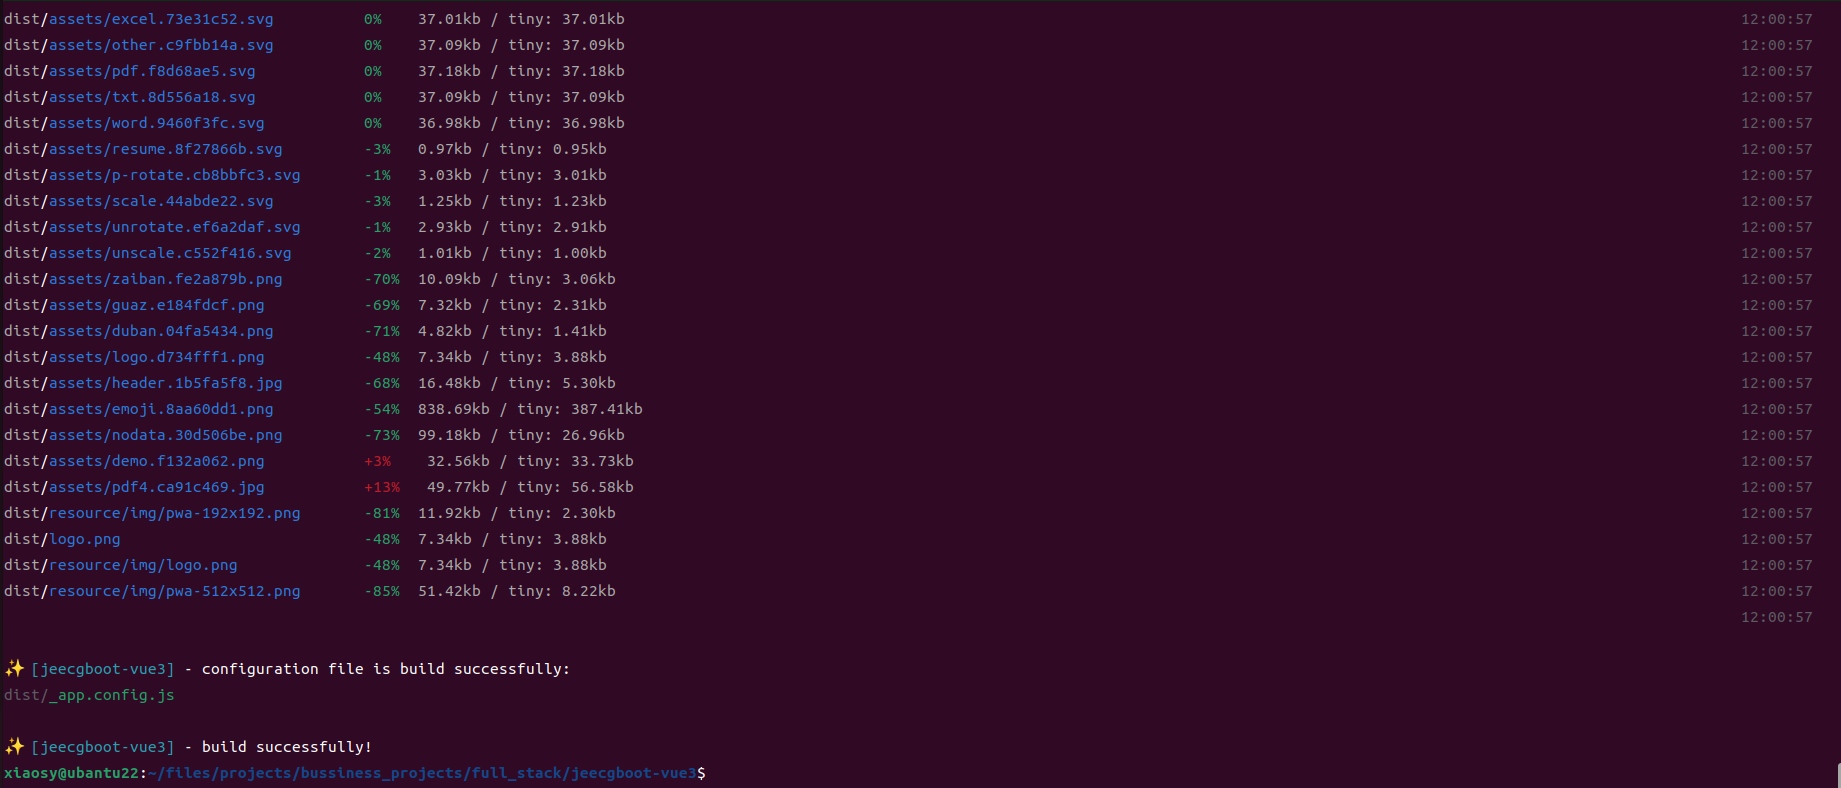 dist/assets/excel.73e31c52.svg 0% 37.01kb / tiny: 37.01kb 12:00:57
dist/assets/other.c9fbb14a.svg 0% 37.09kb / tiny: 37.09kb 12:00:57
dist/assets/pdf.f8d68ae5.svg 0% 37.18kb / tiny: 37.18kb 12:00:57
dist/assets/txt.8d556a18.svg 0% 37.09kb / tiny: 37.09kb 12:00:57
dist/assets/word.9460f3fc.svg 0% 36.98kb / tiny: 36.98kb 12:00:57
dist/assets/resume.8f27866b.svg -3% 0.97kb / tiny: 0.95kb 12:00:57
dist/assets/p-rotate.cb8bbfc3.svg -1% 3.03kb / tiny: 3.01kb 12:00:57
dist/assets/scale.44abde22.svg -3% 1.25kb / tiny: 1.23kb 12:00:57
dist/assets/unrotate.ef6a2daf.svg -1% 2.93kb / tiny: 2.91kb 12:00:57
dist/assets/unscale.c552f416.svg -2% 1.01kb / tiny: 1.00kb 12:00:57
dist/assets/zaiban.fe2a879b.png -70% 10.09kb / tiny: 3.06kb 12:00:57
dist/assets/guaz.e184fdcf.png -69% 7.32kb / tiny: 2.31kb 12:00:57
dist/assets/duban.04fa5434.png -71% 4.82kb / tiny: 1.41kb 12:00:57
dist/assets/logo.d734fff1.png -48% 7.34kb / tiny: 3.88kb 12:00:57
dist/assets/header.1b5fa5f8.jpg -68% 16.48kb / tiny: 5.30kb 12:00:57
dist/assets/emoji.8aa60dd1.png -54% 838.69kb / tiny: 387.41kb 12:00:57
dist/assets/nodata.30d506be.png -73% 99.18kb / tiny: 26.96kb 12:00:57
dist/assets/demo.f132a062.png +3% 32.56kb / tiny: 33.73kb 12:00:57
dist/assets/pdf4.ca91c469.jpg +13% 49.77kb / tiny: 56.58kb 12:00:57
dist/resource/img/pwa-192x192.png -81% 11.92kb / tiny: 2.30kb 12:00:57
dist/logo.png -48% 7.34kb / tiny: 3.88kb 12:00:57
dist/resource/img/logo.png -48% 7.34kb / tiny: 3.88kb 12:00:57
dist/resource/img/pwa-512x512.png -85% 51.42kb / tiny: 8.22kb 12:00:57
12:00:57
✨ [jeecgboot-vue3] - configuration file is build successfully:
dist/_app.config.js
✨ [jeecgboot-vue3] - build successfully!
xiaosy@ubantu22:~/files/projects/bussiness_projects/full_stack/jeecgboot-vue3$